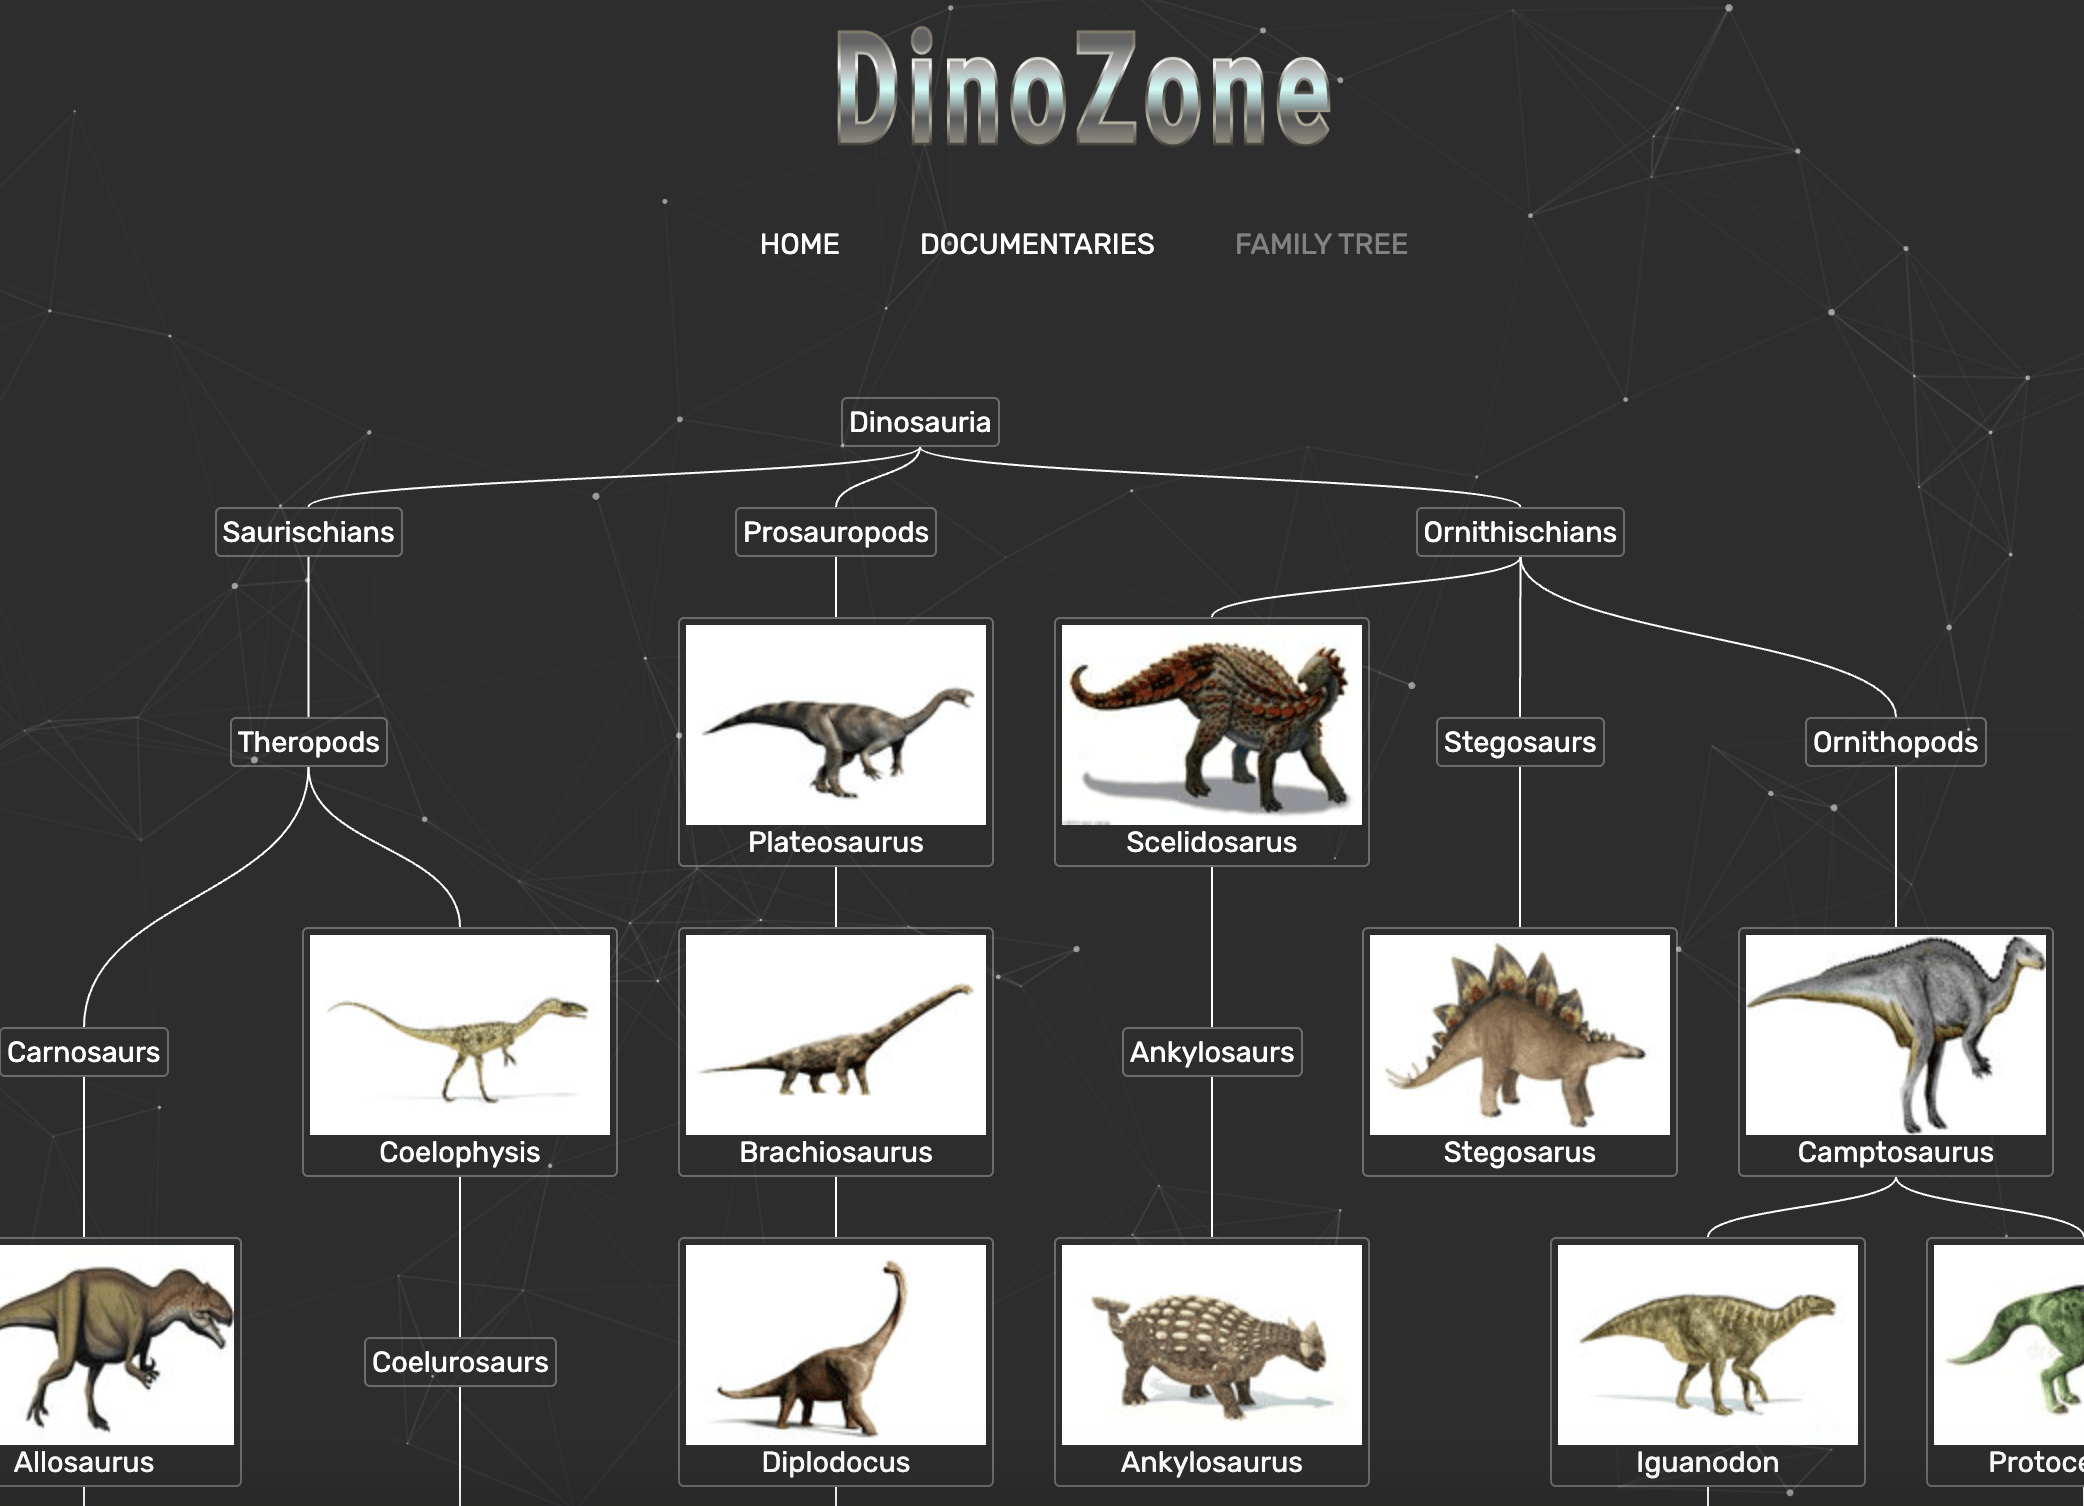 DinoZone
HOME DOCUMENTARIES FAMILY TREE
Dinosauria
Saurischians Prosauropods Ornithischians
Theropods Stegosaurs Ornithopods
Plateosaurus Scelidosarus
Carnosaurs Ankylosaurs
Coelophysis Brachiosaurus Stegosarus Camptosaurus
Coelurosaurs
Allosaurus Diplodocus Ankylosaurus Iguanodon